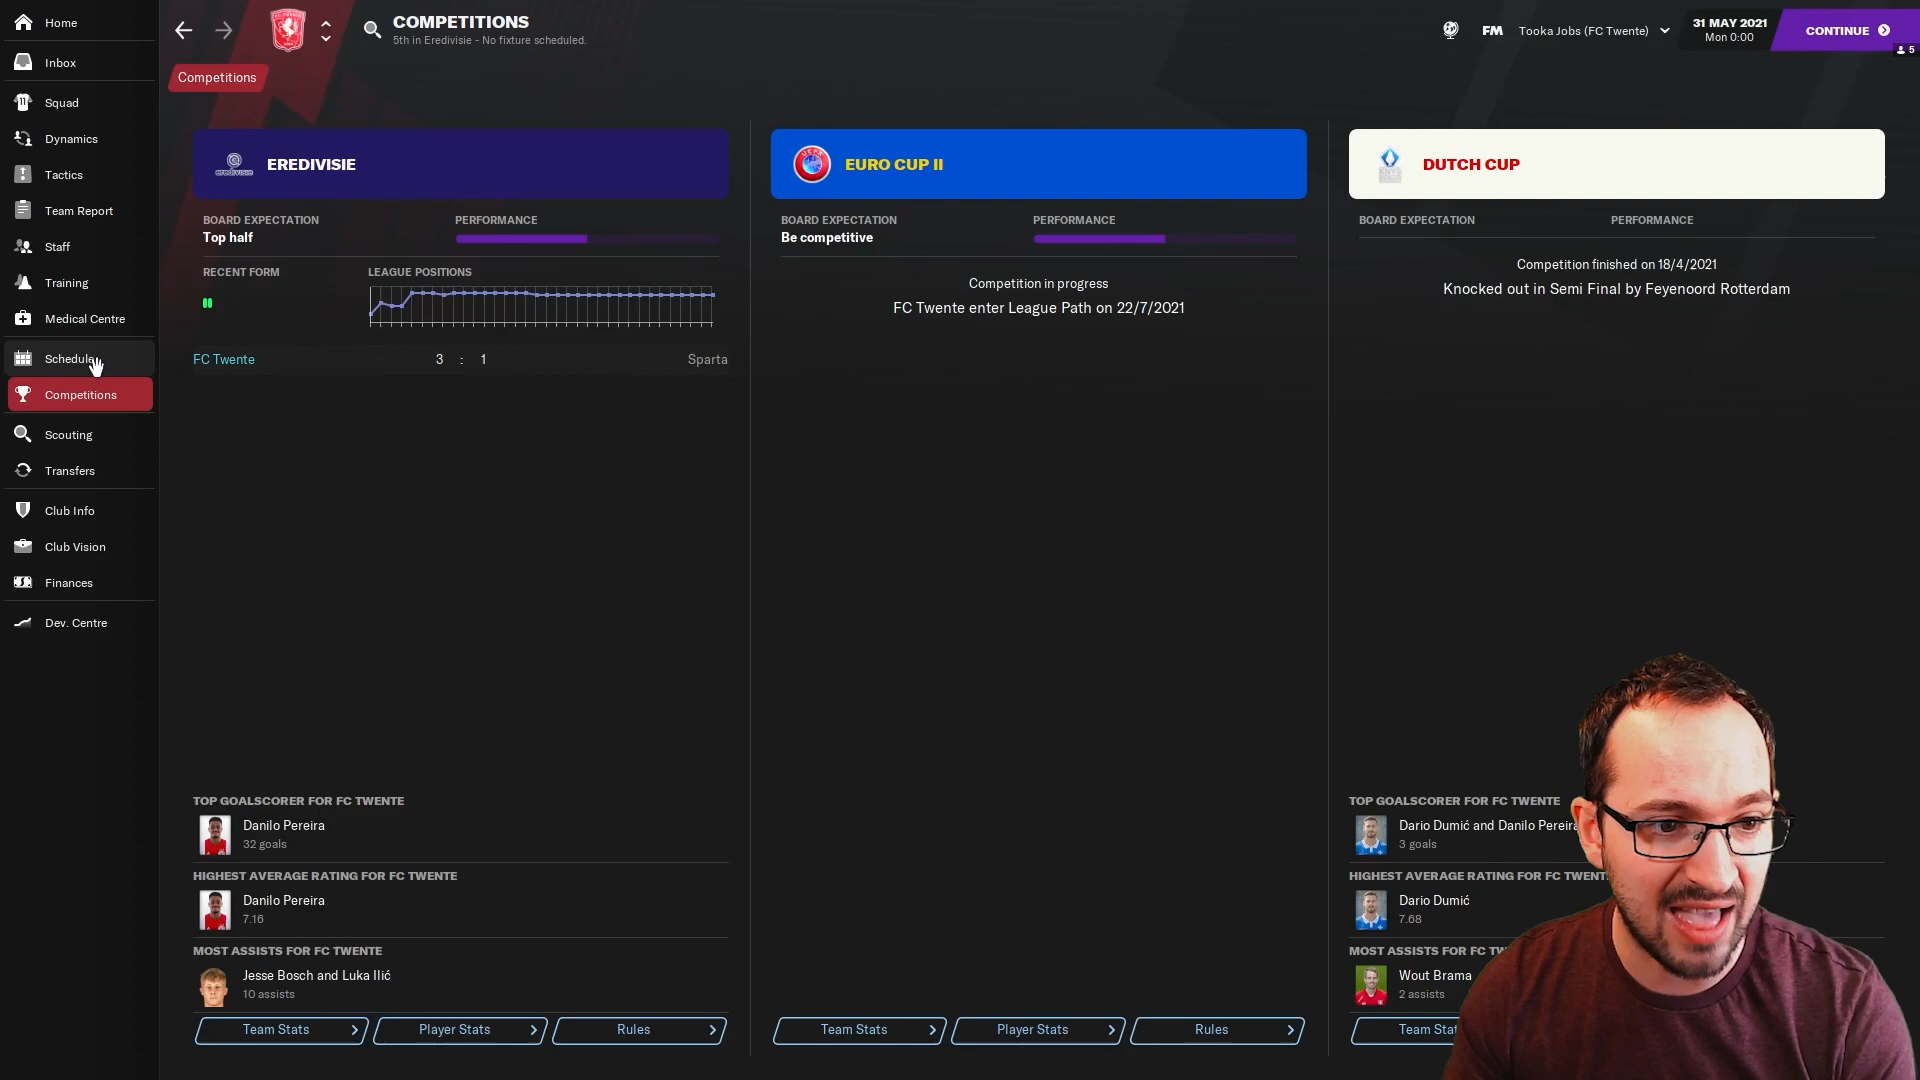 Home
Inbox
Squad
Dynamics
Tactics
Team Report
Staff
Training
Medical Centre
Schedule
Competitions
Scouting
Transfers
Club Info
Club Vision
Finances
Dev. Centre
COMPETITIONS
5th in Eredivisie - No fixture scheduled.
FM
Tooka Jobs (FC Twente)
31 MAY 2021
Mon 0:00
CONTINUE
5
Competitions
EREDIVISIE
BOARD EXPECTATION
PERFORMANCE
Top half
RECENT FORM
LEAGUE POSITIONS
FC Twente 3 : 1 Sparta
TOP GOALSCORER FOR FC TWENTE
Danilo Pereira
32 goals
HIGHEST AVERAGE RATING FOR FC TWENTE
Danilo Pereira
7.16
MOST ASSISTS FOR FC TWENTE
Jesse Bosch and Luka Ilić
10 assists
Team Stats
Player Stats
Rules
EURO CUP II
BOARD EXPECTATION
PERFORMANCE
Be competitive
Competition in progress
FC Twente enter League Path on 22/7/2021
Team Stats
Player Stats
Rules
DUTCH CUP
BOARD EXPECTATION
PERFORMANCE
Competition finished on 18/4/2021
Knocked out in Semi Final by Feyenoord Rotterdam
TOP GOALSCORER FOR FC TWENTE
Dario Dumić and Danilo Pereira
3 goals
HIGHEST AVERAGE RATING FOR FC TWENT
Dario Dumić
7.68
MOST ASSISTS FOR FC TW
Wout Brama
2 assists
Team Stat